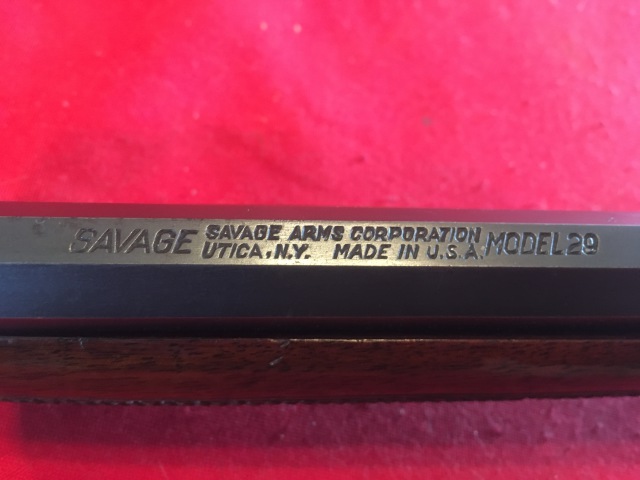 SAVAGE SAVAGE ARMS CORPORATION MODEL 29
UTICA, N.Y. MADE IN U.S.A.